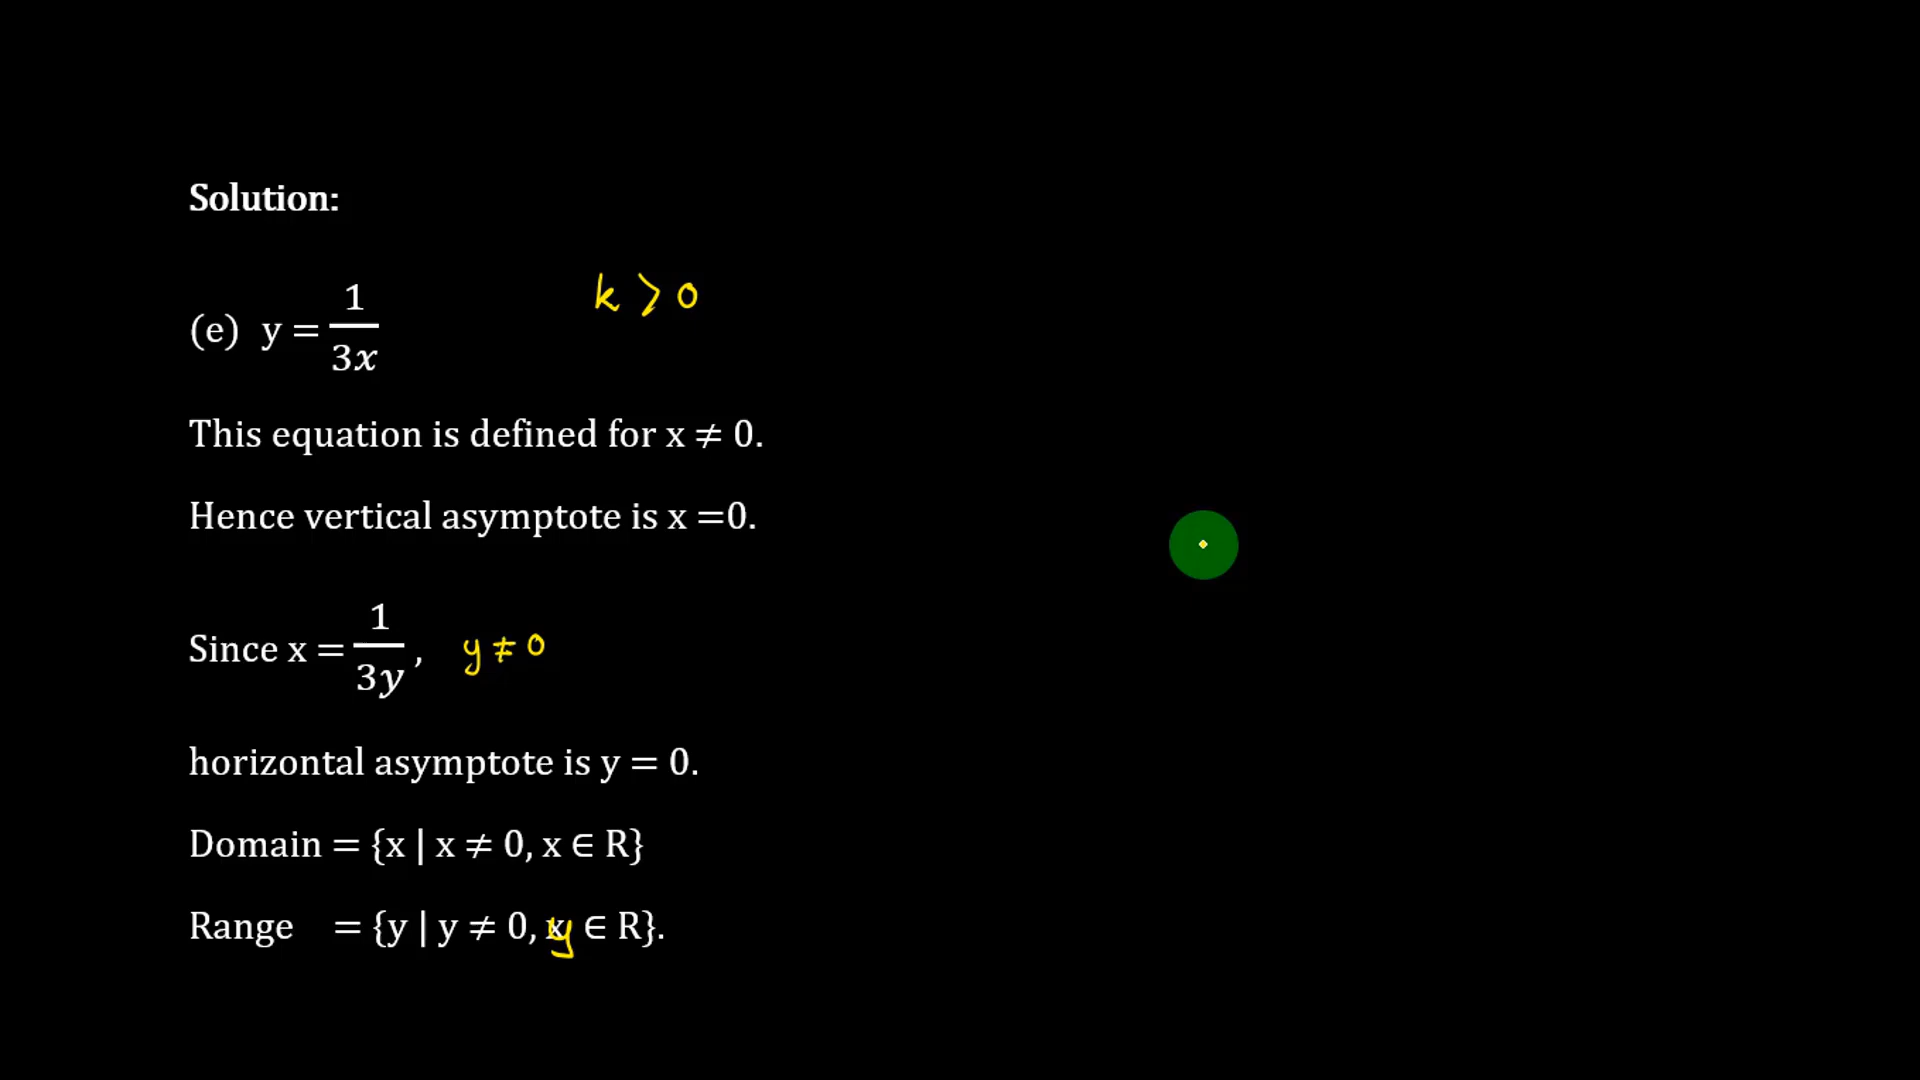 Solution:
(e) y = 1/3x k > 0
This equation is defined for x ≠ 0.
Hence vertical asymptote is x =0.
Since x = 1/3y , y ≠ 0
horizontal asymptote is y = 0.
Domain = {x | x ≠ 0, x ∈ R}
Range = {y | y ≠ 0, y ∈ R}.